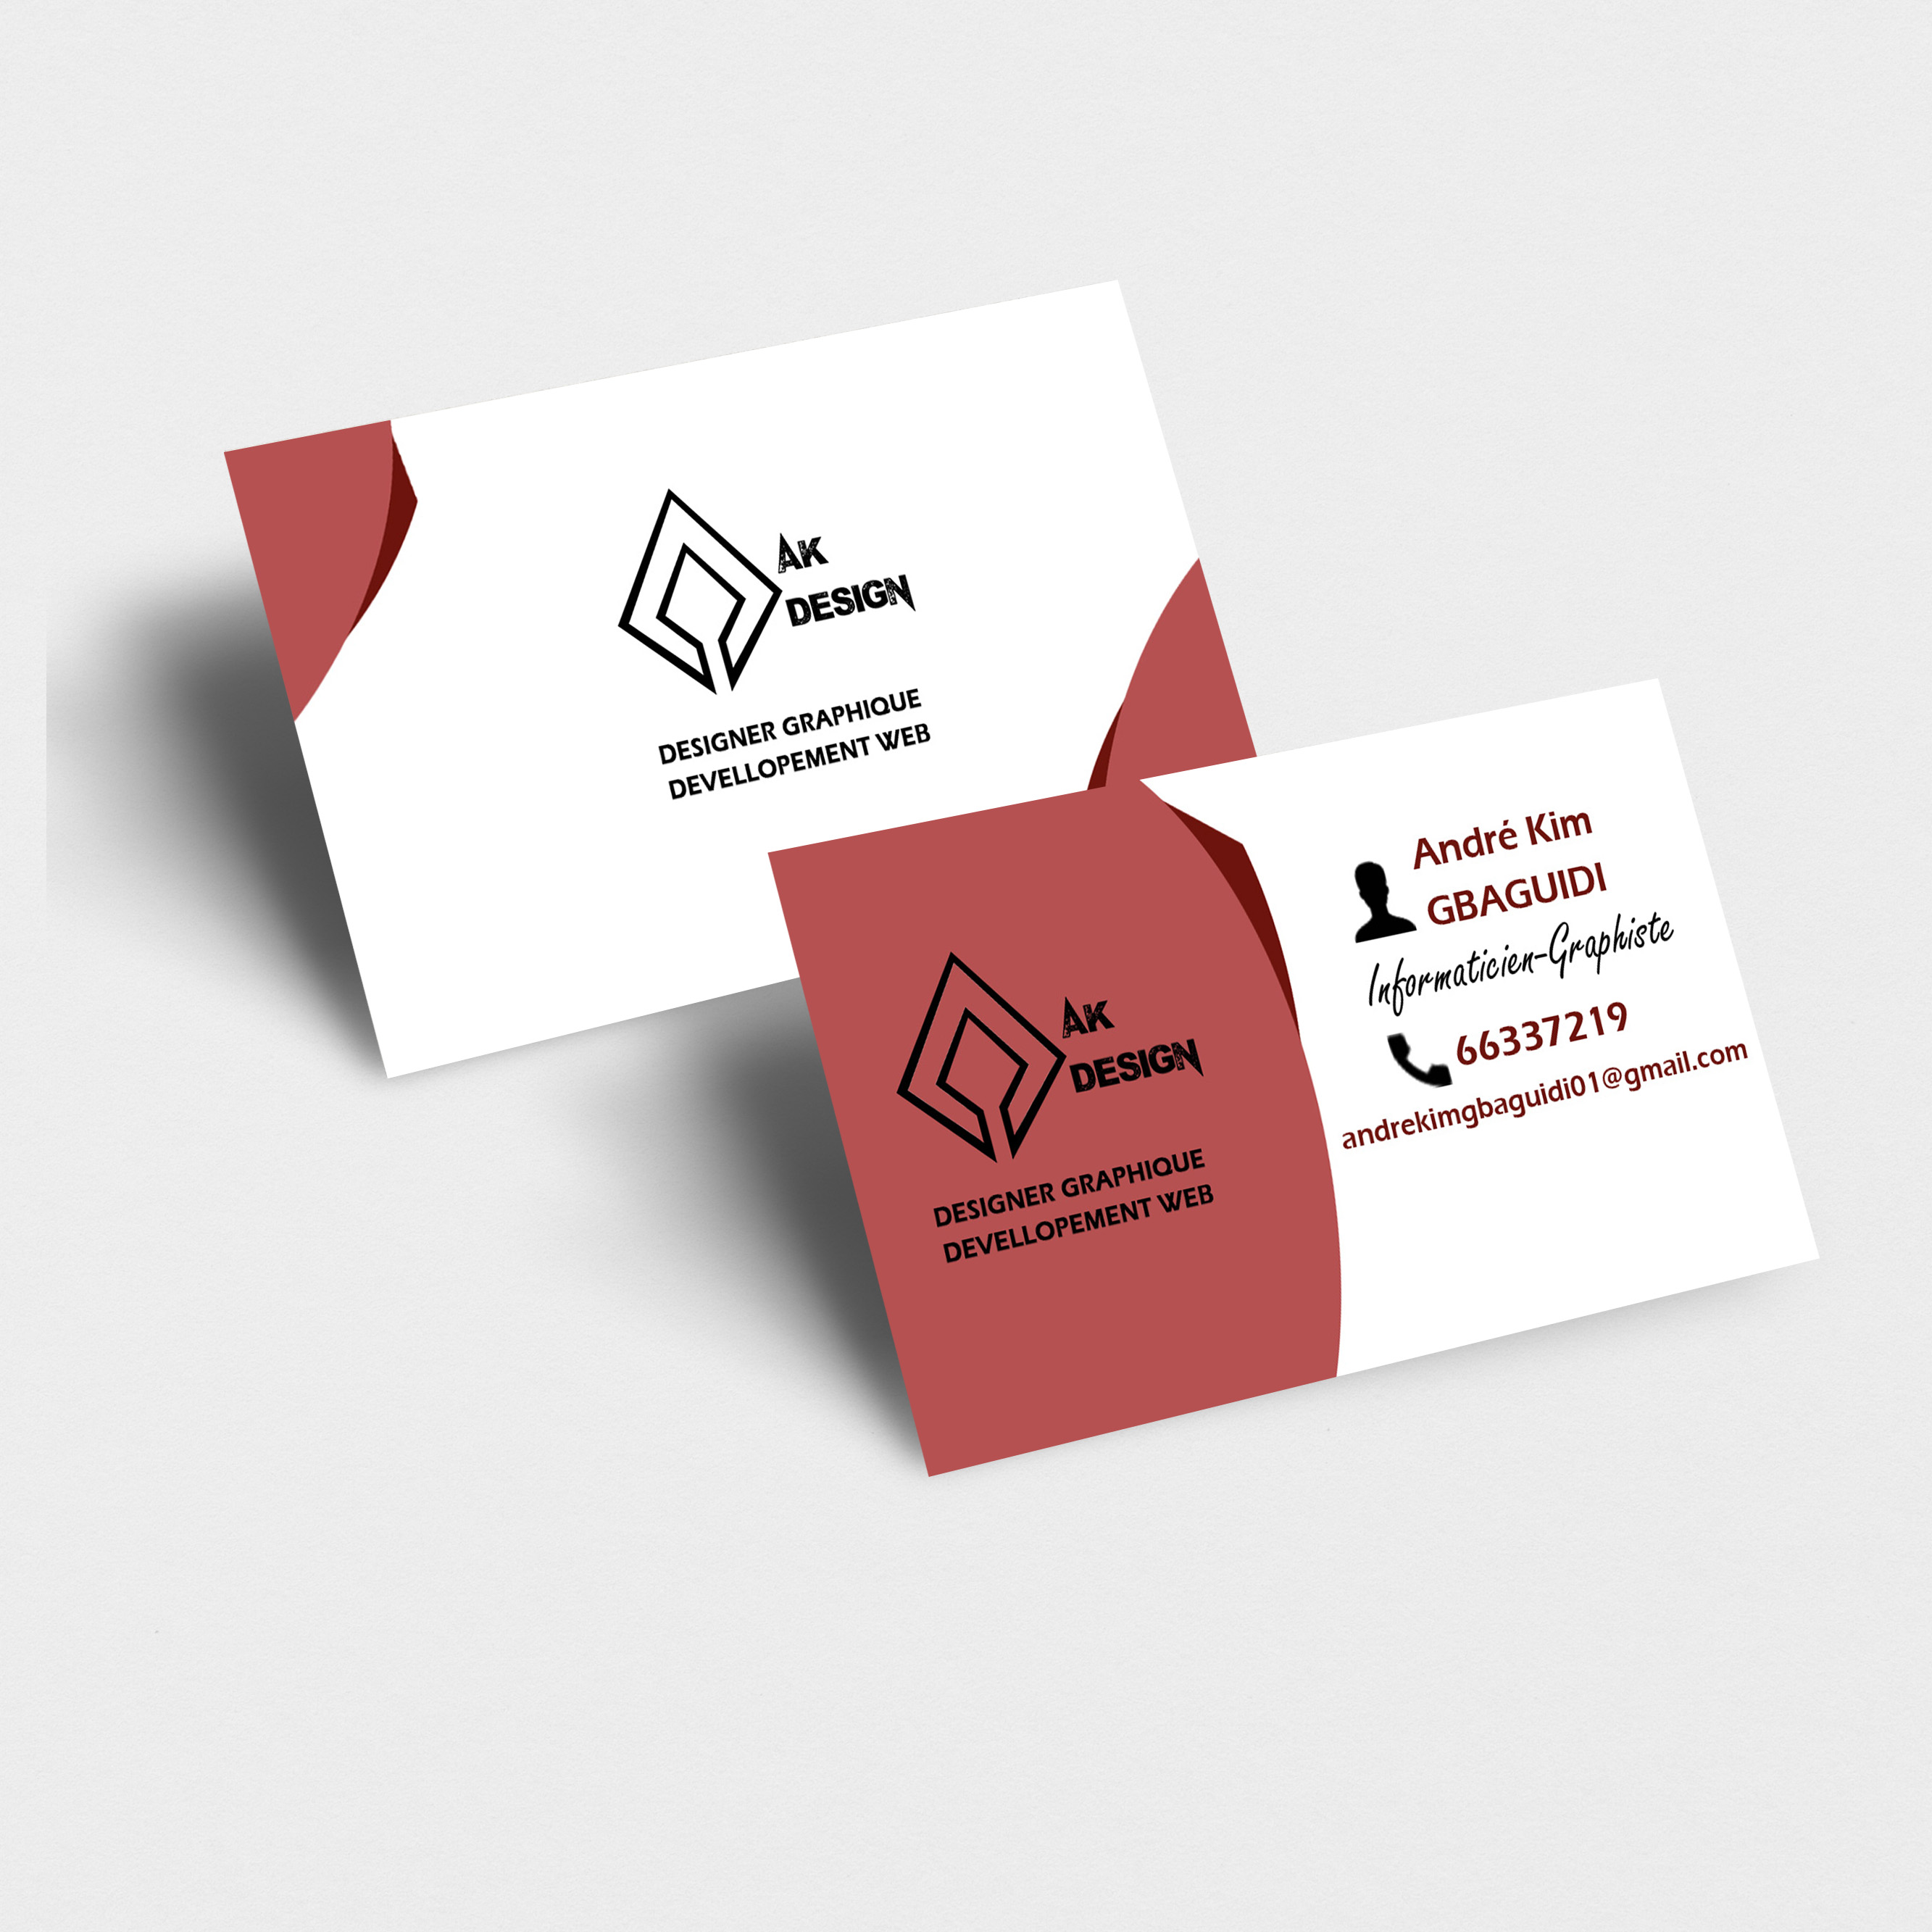 AK
DESIGN
DESIGNER GRAPHIQUE
DEVELLOPEMENT WEB
AK
DESIGN
DESIGNER GRAPHIQUE
DEVELLOPEMENT WEB
André Kim
GBAGUIDI
Informaticien-Graphiste
66337219
andrekimgbaguidi01@gmail.com